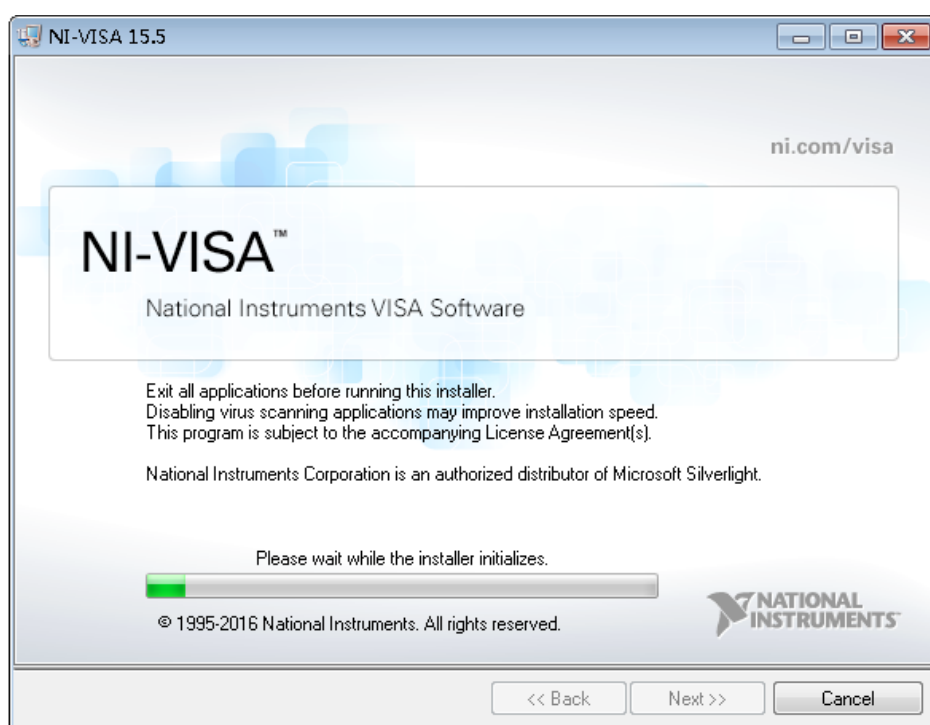 NI-VISA 15.5
ni.com/visa
NI-VISA™
National Instruments VISA Software
Exit all applications before running this installer.
Disabling virus scanning applications may improve installation speed.
This program is subject to the accompanying License Agreement(s).
National Instruments Corporation is an authorized distributor of Microsoft Silverlight.
Please wait while the installer initializes.
© 1995-2016 National Instruments. All rights reserved.
NATIONAL
INSTRUMENTS™
<< Back Next >> Cancel